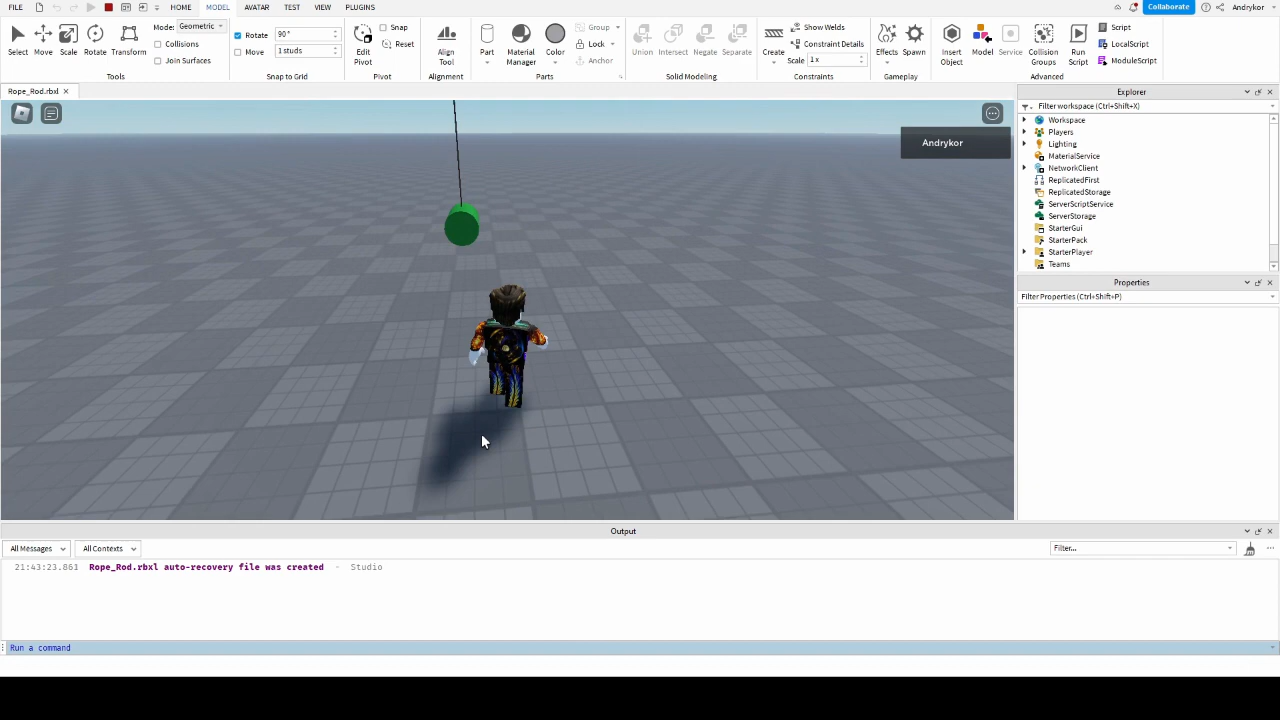 FILE HOME MODEL AVATAR TEST VIEW PLUGINS Collaborate Andrykor
Select Move Scale Rotate Transform
Mode: Geometric
Collisions
Join Surfaces
Tools
Rotate 90°
Move 1 studs
Snap to Grid
Edit Pivot
Snap
Reset
Pivot
Align Tool
Alignment
Part Material Manager Color
Group
Lock
Anchor
Parts
Union Intersect Negate Separate
Solid Modeling
Create
Show Welds
Constraint Details
Scale 1 x
Constraints
Effects Spawn
Gameplay
Insert Object Model Service Collision Groups Run Script
Script
LocalScript
ModuleScript
Advanced
Rope_Rod.rbxl
Andrykor
Explorer
Filter workspace (Ctrl+Shift+X)
Workspace
Players
Lighting
MaterialService
NetworkClient
ReplicatedFirst
ReplicatedStorage
ServerScriptService
ServerStorage
StarterGui
StarterPack
StarterPlayer
Teams
Properties
Filter Properties (Ctrl+Shift+P)
Output
All Messages All Contexts Filter...
21:43:23.861 Rope_Rod.rbxl auto-recovery file was created - Studio
Run a command